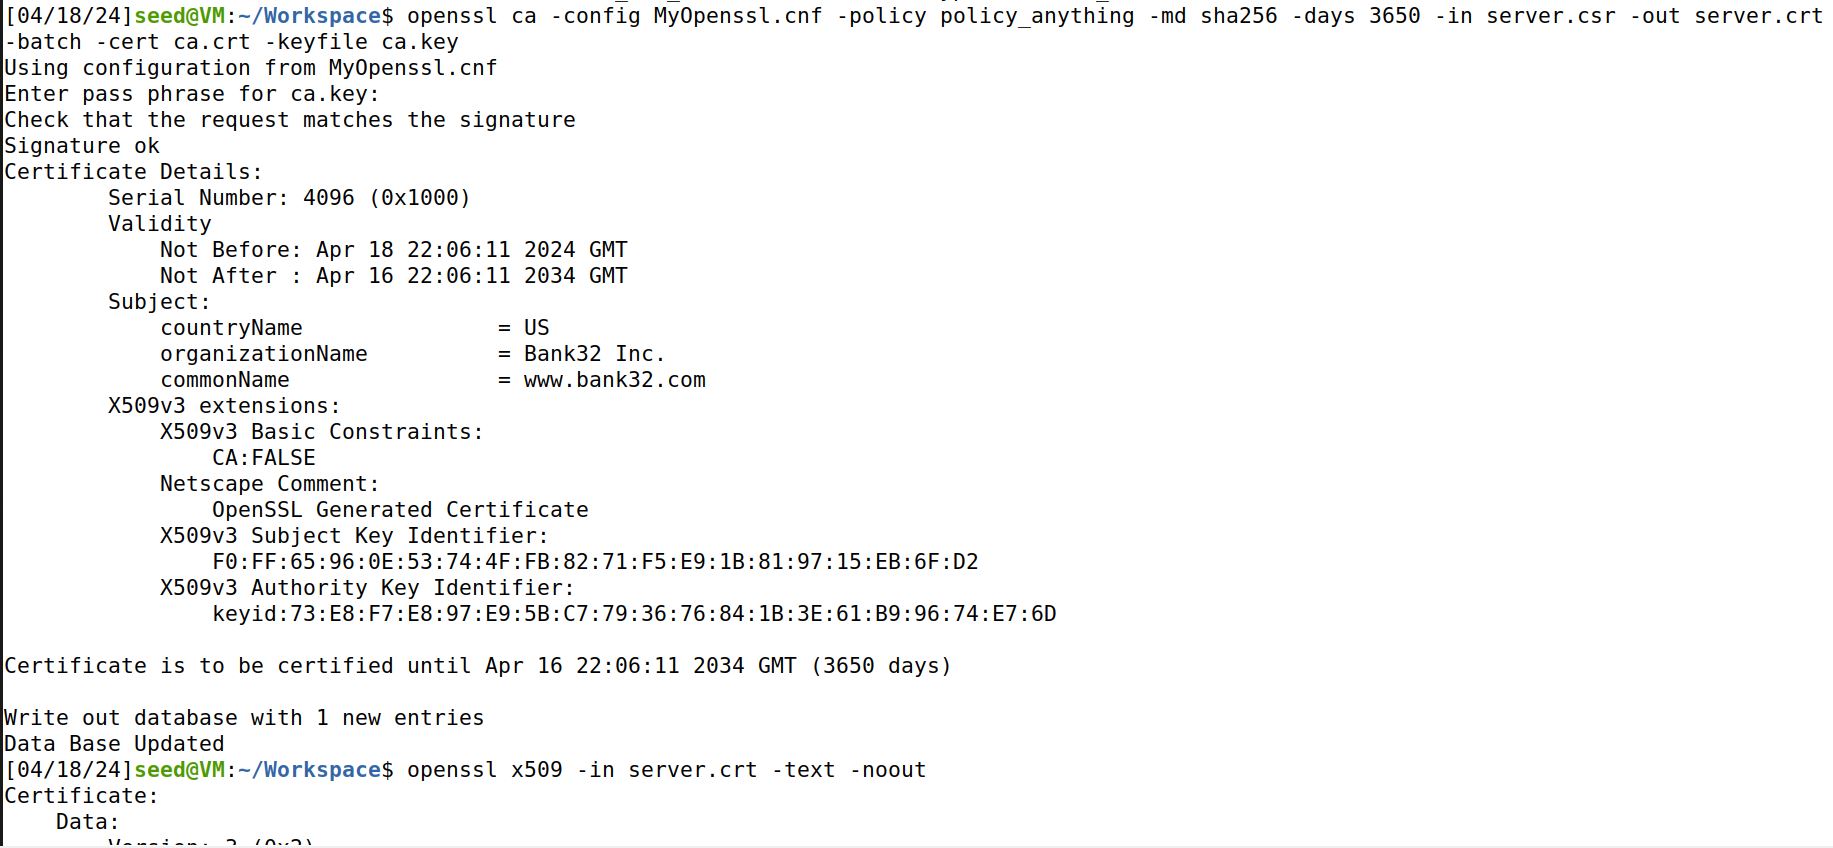 [04/18/24]seed@VM:~/Workspace$ openssl ca -config MyOpenssl.cnf -policy policy_anything -md sha256 -days 3650 -in server.csr -out server.crt
-batch -cert ca.crt -keyfile ca.key
Using configuration from MyOpenssl.cnf
Enter pass phrase for ca.key:
Check that the request matches the signature
Signature ok
Certificate Details:
        Serial Number: 4096 (0x1000)
        Validity
            Not Before: Apr 18 22:06:11 2024 GMT
            Not After : Apr 16 22:06:11 2034 GMT
        Subject:
            countryName               = US
            organizationName          = Bank32 Inc.
            commonName                = www.bank32.com
        X509v3 extensions:
            X509v3 Basic Constraints:
                CA:FALSE
            Netscape Comment:
                OpenSSL Generated Certificate
            X509v3 Subject Key Identifier:
                F0:FF:65:96:0E:53:74:4F:FB:82:71:F5:E9:1B:81:97:15:EB:6F:D2
            X509v3 Authority Key Identifier:
                keyid:73:E8:F7:E8:97:E9:5B:C7:79:36:76:84:1B:3E:61:B9:96:74:E7:6D

Certificate is to be certified until Apr 16 22:06:11 2034 GMT (3650 days)

Write out database with 1 new entries
Data Base Updated
[04/18/24]seed@VM:~/Workspace$ openssl x509 -in server.crt -text -noout
Certificate:
    Data:
        Version: 3 (0x2)